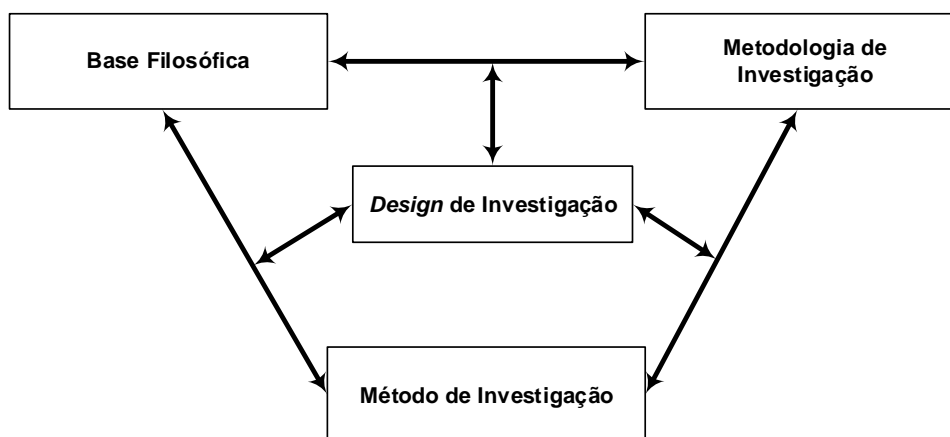 Base Filosófica
Metodologia de
Investigação
Design de Investigação
Método de Investigação